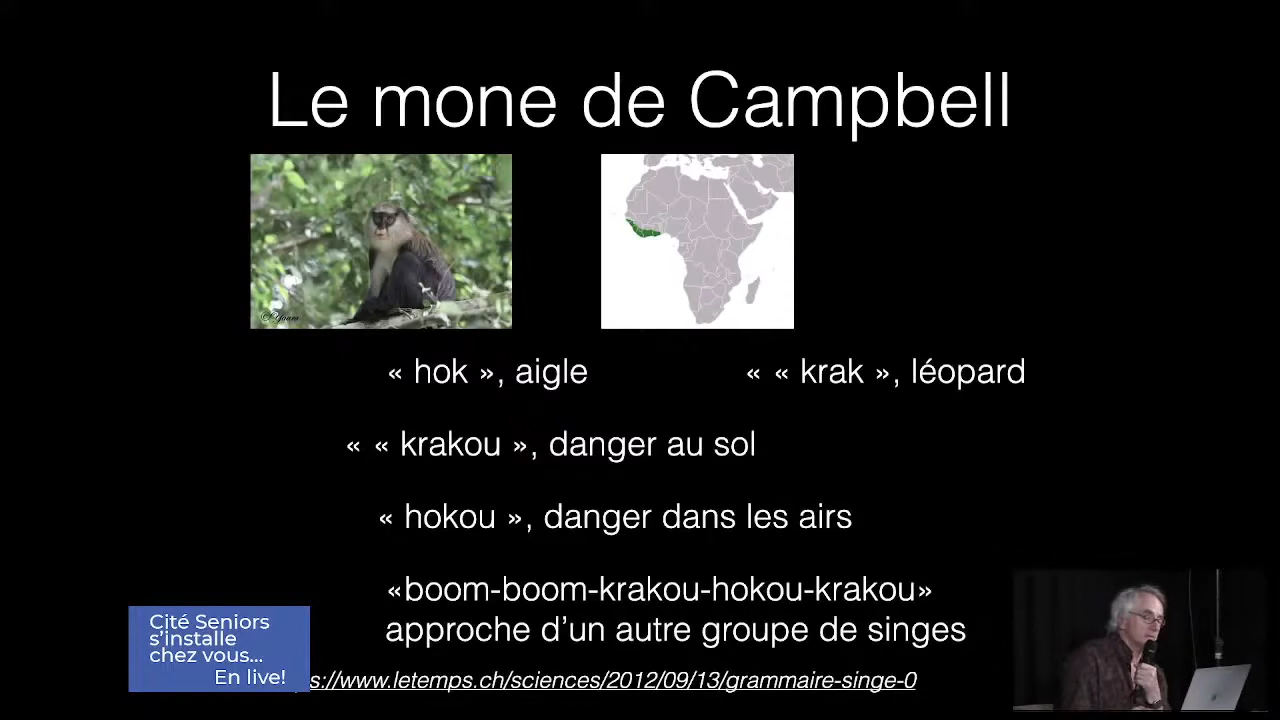 Le mone de Campbell
« hok », aigle
« « krak », léopard
« « krakou », danger au sol
« hokou », danger dans les airs
«boom-boom-krakou-hokou-krakou»
approche d’un autre groupe de singes
Cité Seniors
s’installe
chez vous...
En live!
s://www.letemps.ch/sciences/2012/09/13/grammaire-singe-0